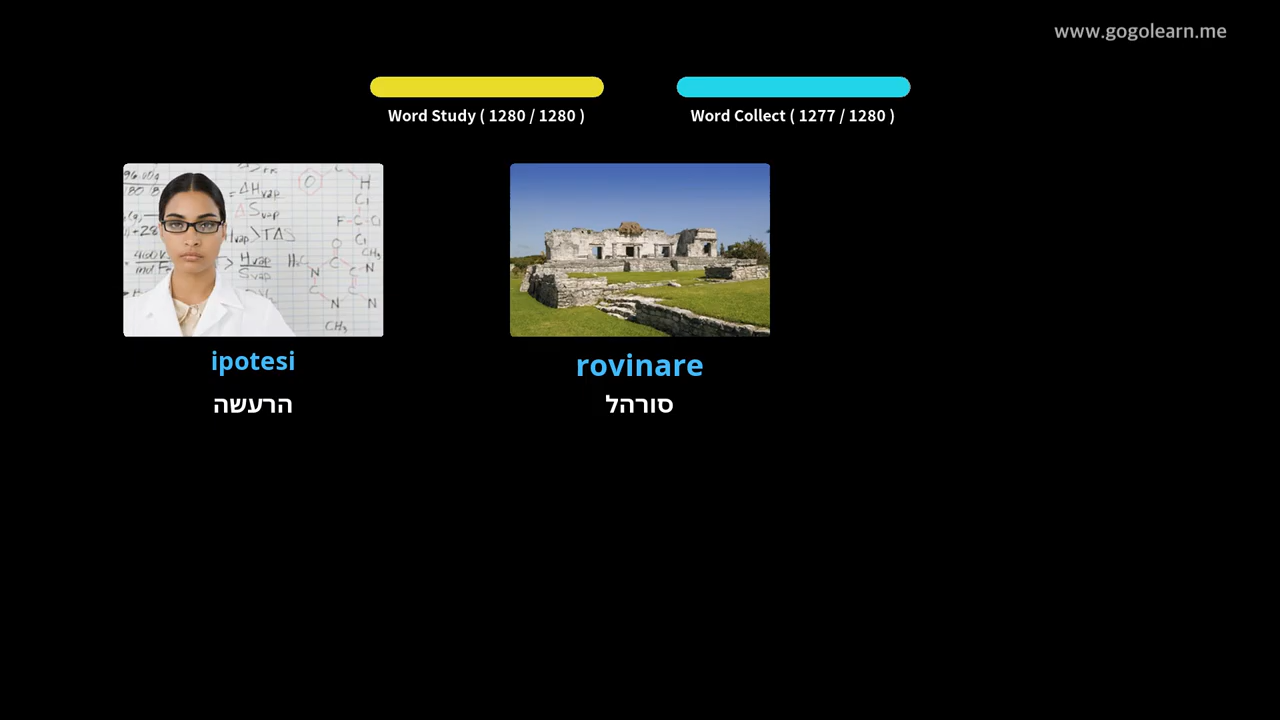 www.gogolearn.me
Word Study ( 1280 / 1280 )
Word Collect ( 1277 / 1280 )
ipotesi
הרעשה
rovinare
סורהל